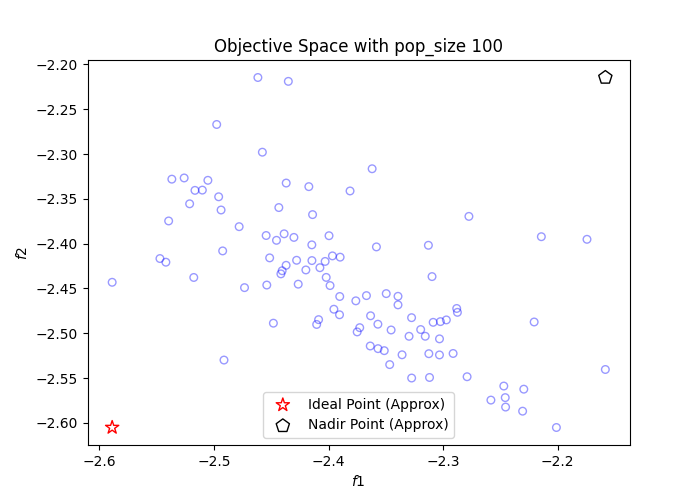 Objective Space with pop_size 100
f2
−2.20
−2.25
−2.30
−2.35
−2.40
−2.45
−2.50
−2.55
−2.60
Ideal Point (Approx)
Nadir Point (Approx)
−2.6 −2.5 −2.4 −2.3 −2.2
f1